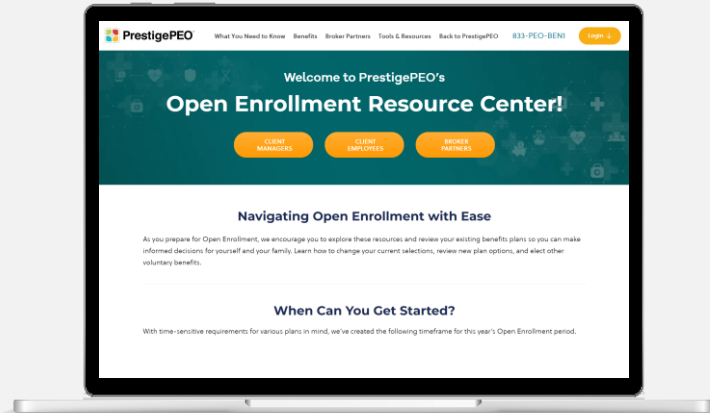 PrestigePEO
What You Need to Know Benefits Broker Partners Tools & Resources Back to PrestigePEO 833-PEO-BEN1 Login ↓
Welcome to PrestigePEO's
Open Enrollment Resource Center!
CLIENT
MANAGERS
CLIENT
EMPLOYEES
BROKER
PARTNERS
Navigating Open Enrollment with Ease
As you prepare for Open Enrollment, we encourage you to explore these resources and review your existing benefits plans so you can make
informed decisions for yourself and your family. Learn how to change your current selections, review new plan options, and elect other
voluntary benefits.
When Can You Get Started?
With time-sensitive requirements for various plans in mind, we've created the following timeframe for this year's Open Enrollment period.